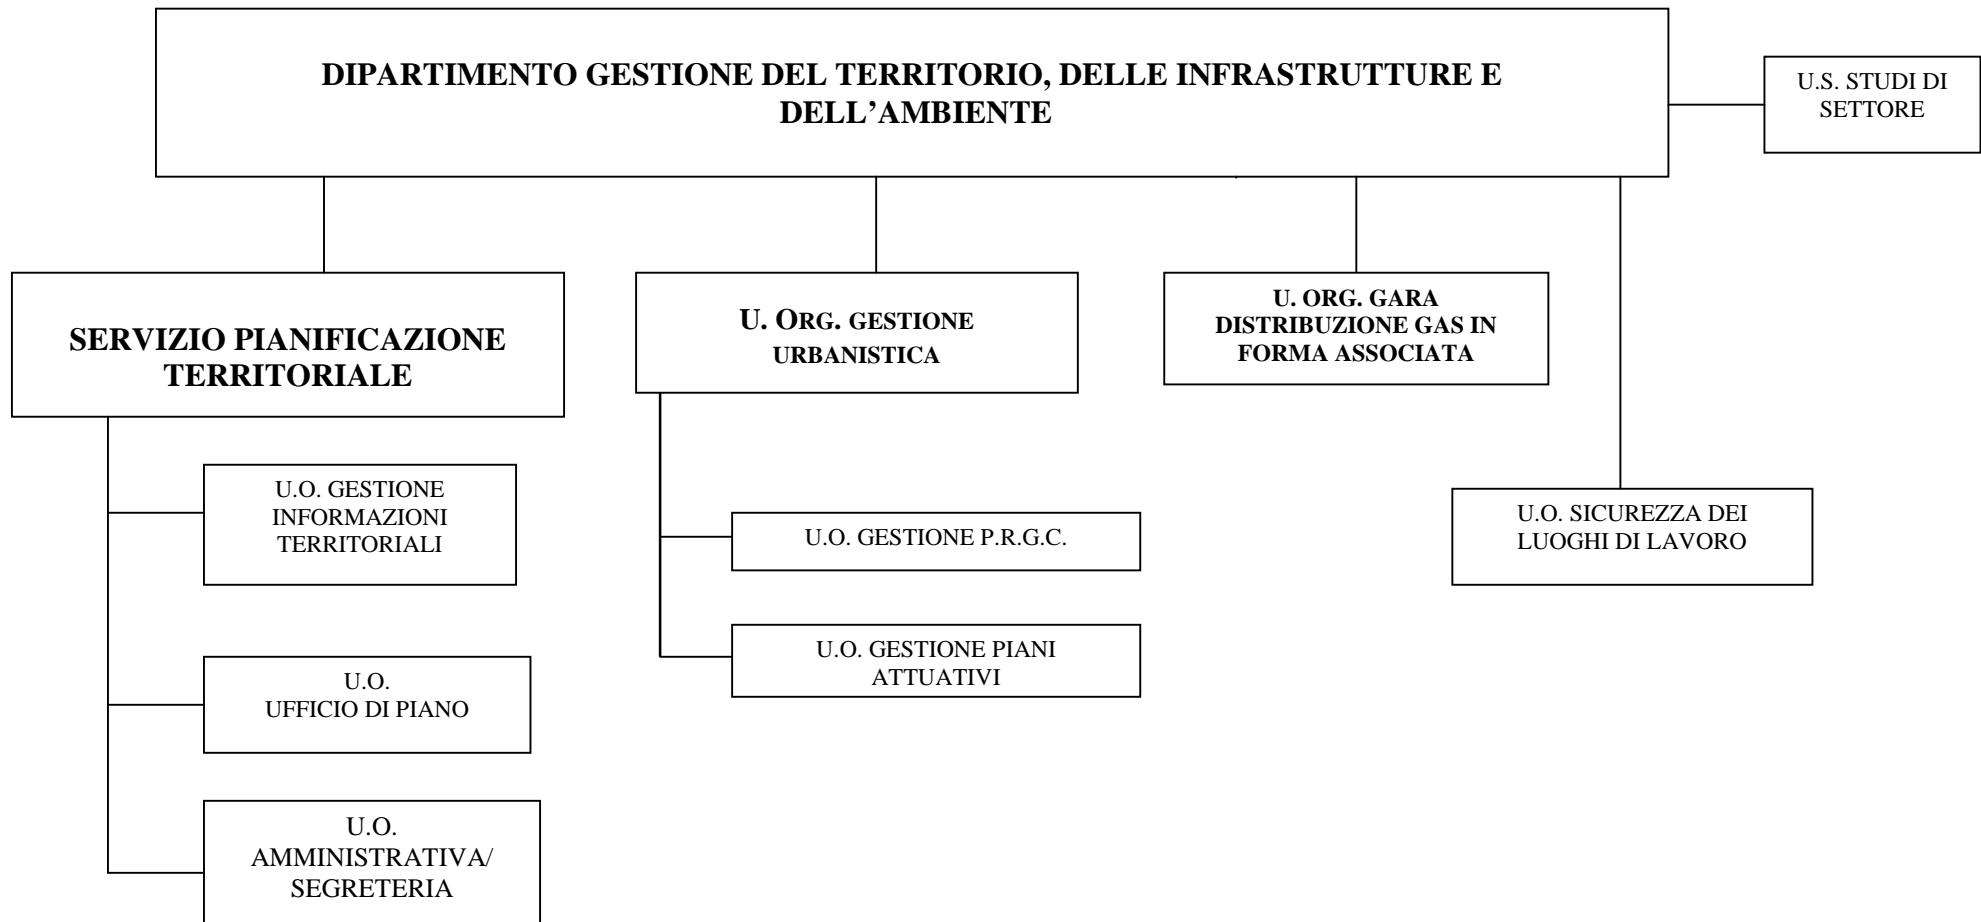 DIPARTIMENTO GESTIONE DEL TERRITORIO, DELLE INFRASTRUTTURE E
DELL'AMBIENTE
U.S. STUDI DI
SETTORE
SERVIZIO PIANIFICAZIONE
TERRITORIALE
U. ORG. GESTIONE
URBANISTICA
U. ORG. GARA
DISTRIBUZIONE GAS IN
FORMA ASSOCIATA
U.O. GESTIONE
INFORMAZIONI
TERRITORIALI
U.O.
UFFICIO DI PIANO
U.O.
AMMINISTRATIVA/
SEGRETERIA
U.O. GESTIONE P.R.G.C.
U.O. GESTIONE PIANI
ATTUATIVI
U.O. SICUREZZA DEI
LUOGHI DI LAVORO